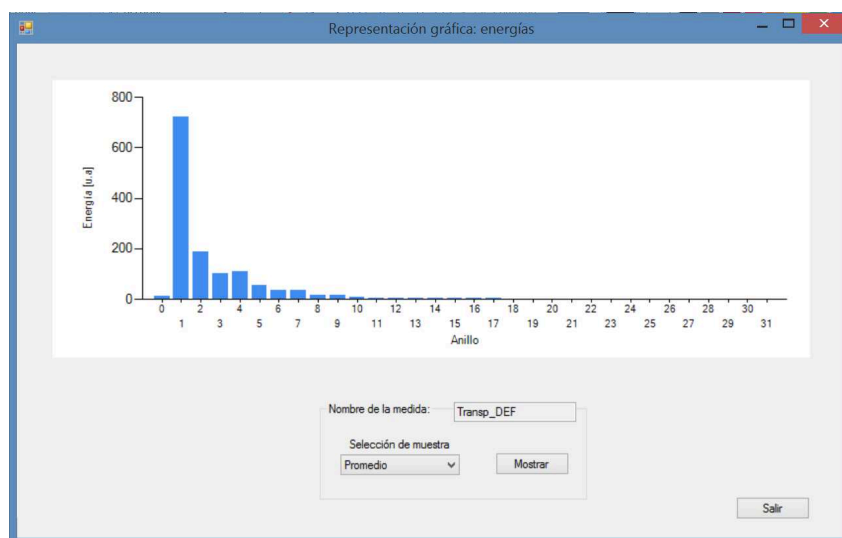 Representación gráfica: energías
800
600
400
200
0
Energía [u.a]
0 2 4 6 8 10 12 14 16 18 20 22 24 26 28 30
1 3 5 7 9 11 13 15 17 19 21 23 25 27 29 31
Anillo
Nombre de la medida: Transp_DEF
Selección de muestra
Promedio Mostrar
Salir